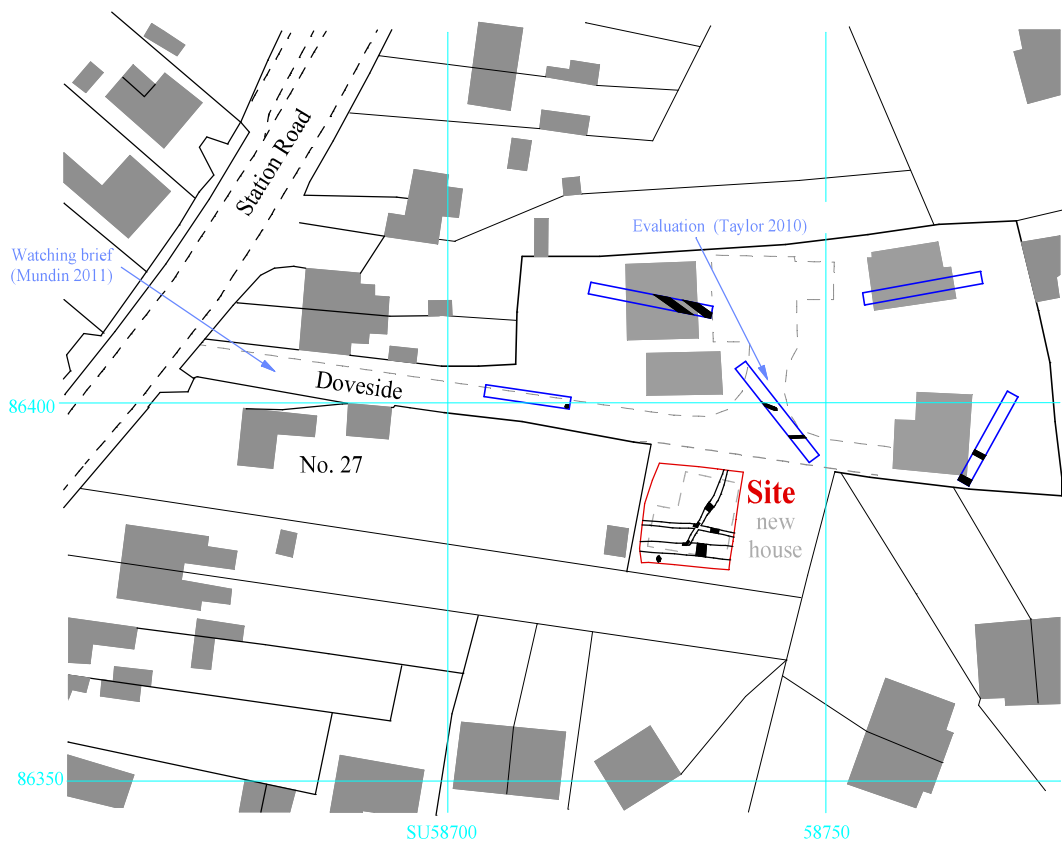 Station Road
Evaluation (Taylor 2010)
Watching brief
(Mundin 2011)
Doveside
86400
No. 27
Site
new
house
86350
SU58700
58750